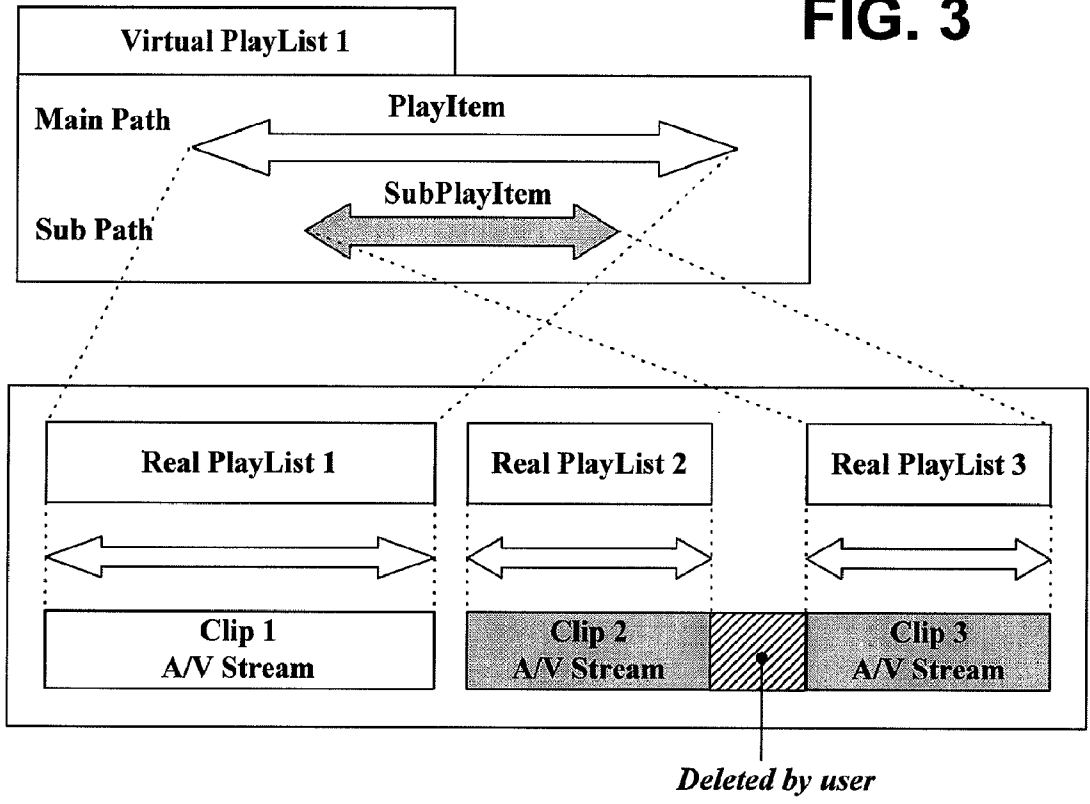 FIG. 3
Virtual PlayList 1
Main Path
PlayItem
SubPlayItem
Sub Path
Real PlayList 1
Real PlayList 2
Real PlayList 3
Clip 1
A/V Stream
Clip 2
A/V Stream
Clip 3
A/V Stream
Deleted by user